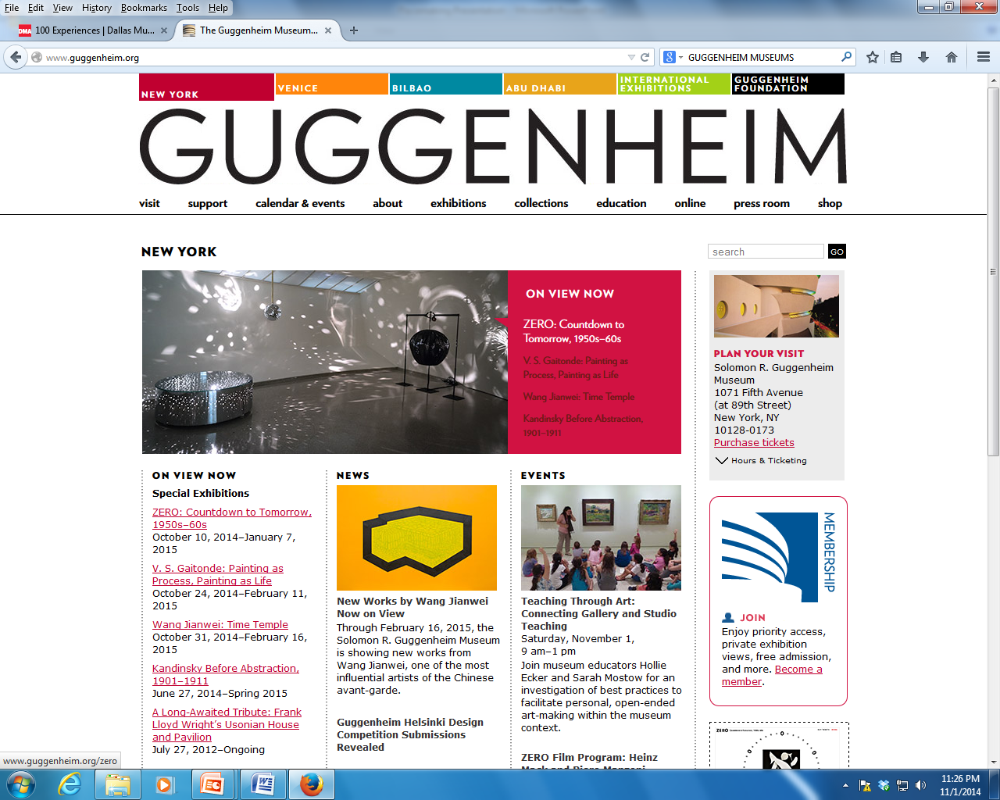 File Edit View History Bookmarks Tools Help
DMA 100 Experiences | Dallas Mu...
The Guggenheim Museum...
www.guggenheim.org
GUGGENHEIM MUSEUMS
NEW YORK
VENICE
BILBAO
ABU DHABI
INTERNATIONAL
EXHIBITIONS
GUGGENHEIM
FOUNDATION
GUGGENHEIM
visit support calendar & events about exhibitions collections education online press room shop
NEW YORK
search GO
ON VIEW NOW
ZERO: Countdown to
Tomorrow, 1950s–60s
V. S. Gaitonde: Painting as
Process, Painting as Life
Wang Jianwei: Time Temple
Kandinsky Before Abstraction,
1901–1911
PLAN YOUR VISIT
Solomon R. Guggenheim
Museum
1071 Fifth Avenue
(at 89th Street)
New York, NY
10128-0173
Purchase tickets
Hours & Ticketing
ON VIEW NOW
Special Exhibitions
ZERO: Countdown to Tomorrow,
1950s–60s
October 10, 2014–January 7,
2015
V. S. Gaitonde: Painting as
Process, Painting as Life
October 24, 2014–February 11,
2015
Wang Jianwei: Time Temple
October 31, 2014–February 16,
2015
Kandinsky Before Abstraction,
1901–1911
June 27, 2014–Spring 2015
A Long-Awaited Tribute: Frank
Lloyd Wright's Usonian House
and Pavilion
July 27, 2012–Ongoing
NEWS
New Works by Wang Jianwei
Now on View
Through February 16, 2015, the
Solomon R. Guggenheim Museum
is showing new works from
Wang Jianwei, one of the most
influential artists of the Chinese
avant-garde.
Guggenheim Helsinki Design
Competition Submissions
Revealed
EVENTS
Teaching Through Art:
Connecting Gallery and Studio
Teaching
Saturday, November 1,
9 am–1 pm
Join museum educators Hollie
Ecker and Sarah Mostow for an
investigation of best practices to
facilitate personal, open-ended
art-making within the museum
context.
ZERO Film Program: Heinz
MEMBERSHIP
JOIN
Enjoy priority access,
private exhibition
views, free admission,
and more. Become a
member.
ZERO
www.guggenheim.org/zero
11:26 PM
11/1/2014